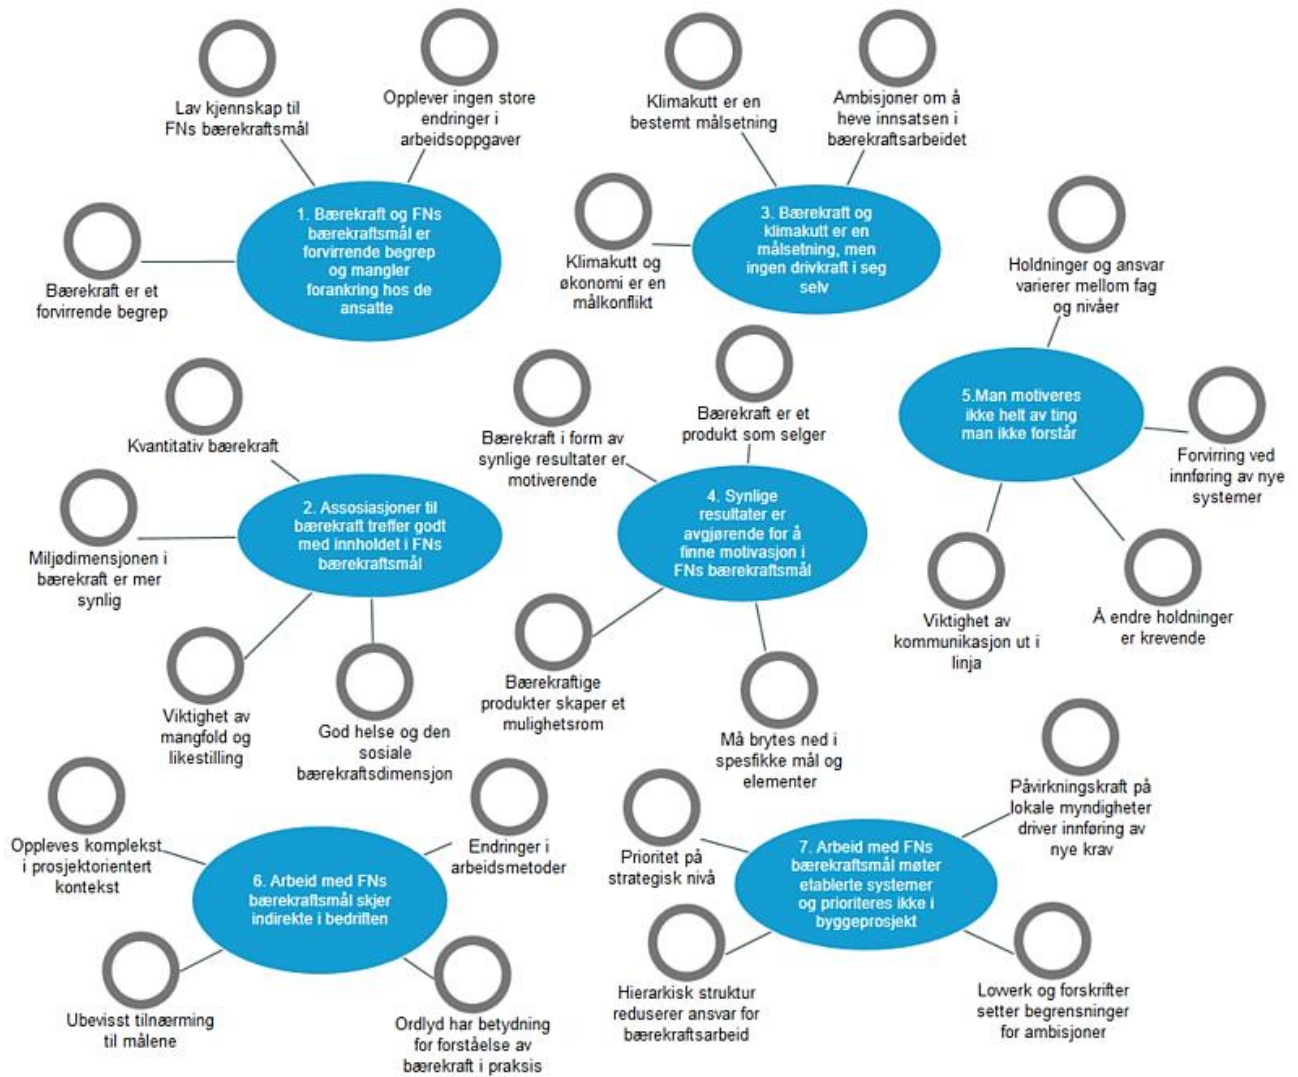 Lav kjennskap til
FNs bærekraftsmål
Opplever ingen store
endringer i
arbeidsoppgaver
Bærekraft er et
forvirrende begrep
1. Bærekraft og FNs
bærekraftsmål er
forvirrende begrep
og mangler
forankring hos de
ansatte
Klimakutt er en
bestemt målsetning
Ambisjoner om å
heve innsatsen i
bærekraftsarbeidet
Klimakutt og
økonomi er en
målkonflikt
3. Bærekraft og
klimakutt er en
målsetning, men
ingen drivkraft i seg
selv
Holdninger og ansvar
varierer mellom fag
og nivåer
5.Man motiveres
ikke helt av ting
man ikke forstår
Forvirring ved
innføring av nye
systemer
Viktighet av
kommunikasjon ut i
linja
Å endre holdninger
er krevende
Kvantitativ bærekraft
Miljødimensjonen i
bærekraft er mer
synlig
2. Assosiasjoner til
bærekraft treffer godt
med innholdet i FNs
bærekraftsmål
Viktighet av
mangfold og
likestilling
God helse og den
sosiale
bærekraftsdimensjon
Bærekraft i form av
synlige resultater er
motiverende
Bærekraft er et
produkt som selger
4. Synlige
resultater er
avgjørende for å
finne motivasjon i
FNs bærekraftsmål
Bærekraftige
produkter skaper et
mulighetsrom
Må brytes ned i
spesfikke mål og
elementer
Oppleves komplekst
i prosjektorientert
kontekst
Endringer i
arbeidsmetoder
6. Arbeid med FNs
bærekraftsmål skjer
indirekte i bedriften
Ubevisst tilnærming
til målene
Ordlyd har betydning
for forståelse av
bærekraft i praksis
Prioritet på
strategisk nivå
Påvirkningskraft på
lokale myndigheter
driver innføring av
nye krav
7. Arbeid med FNs
bærekraftsmål møter
etablerte systemer
og prioriteres ikke i
byggeprosjekt
Hierarkisk struktur
reduserer ansvar for
bærekraftsarbeid
Lovverk og forskrifter
setter begrensninger
for ambisjoner